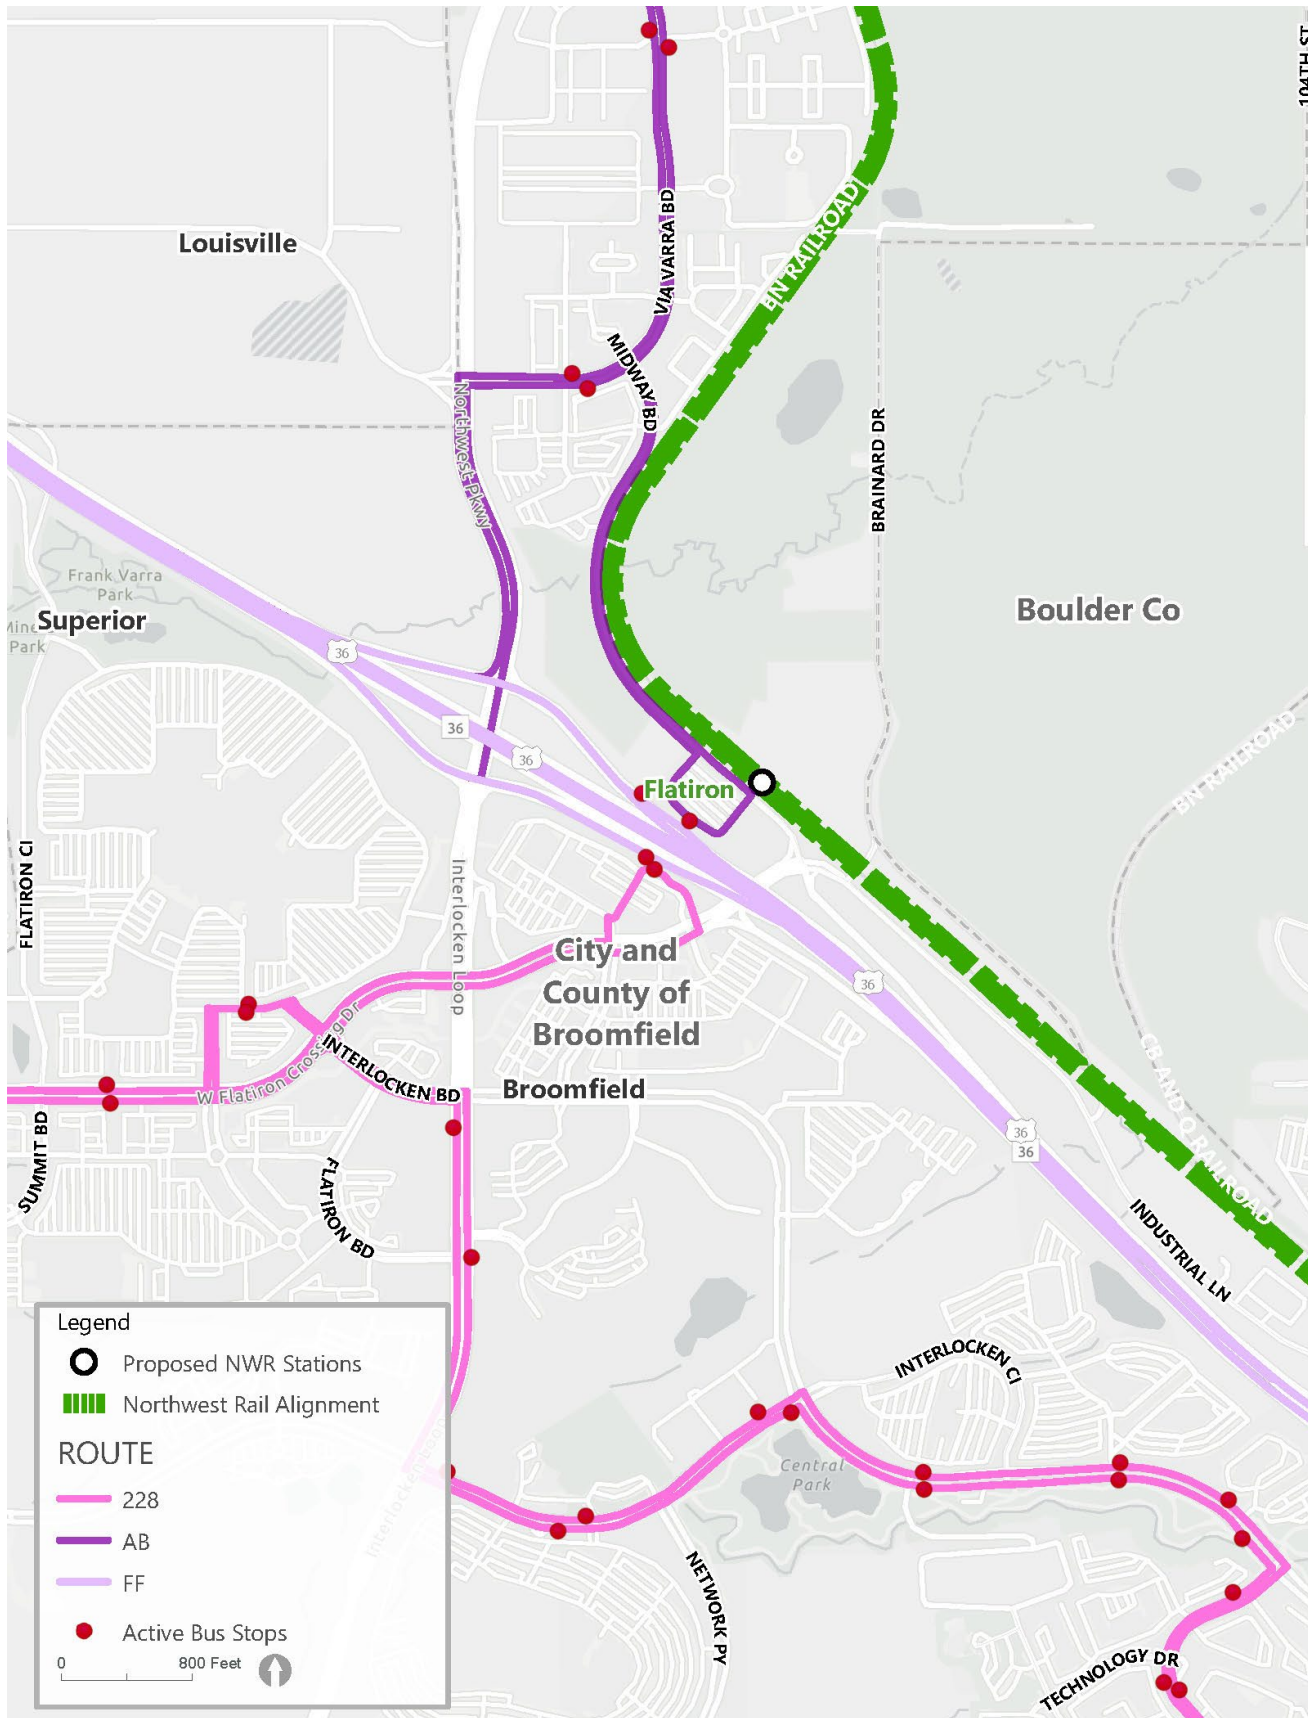 104TH ST
BN RAILROAD
VIA VARRA BD
Louisville
MIDWAY BD
Northwest Pkwy
BRAINARD DR
Frank Varra
Park
Superior
Park
Boulder Co
36
36
36
Flatiron
BN RAILROAD
FLATIRON CI
Interlocken Loop
City and
County of
Broomfield
36
W Flatiron Crossing Dr
INTERLOCKEN BD
Broomfield
CB AND Q RAILROAD
36
36
SUMMIT BD
FLATIRON BD
INDUSTRIAL LN
INTERLOCKEN CI
Central
Park
NETWORK PY
TECHNOLOGY DR
Legend
Proposed NWR Stations
Northwest Rail Alignment
ROUTE
228
AB
FF
Active Bus Stops
0 800 Feet